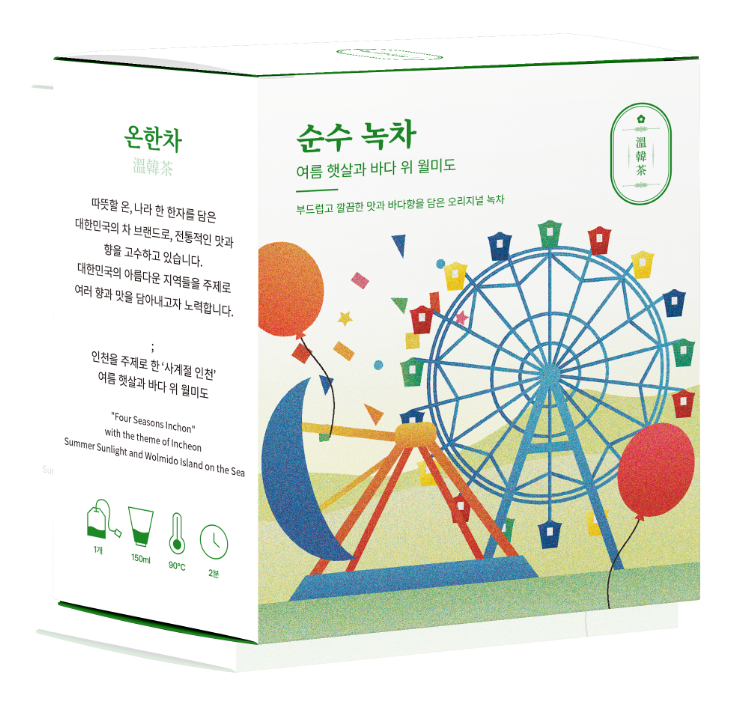 온한차
溫韓茶
따뜻할 온, 나라 한 한자를 담은
대한민국의 차 브랜드로, 전통적인 맛과
향을 고수하고 있습니다.
대한민국의 아름다운 지역들을 주제로
여러 향과 맛을 담아내고자 노력합니다.
;
인천을 주제로 한 '사계절 인천'
여름 햇살과 바다 위 월미도
"Four Seasons Inchon"
with the theme of Incheon
Summer Sunlight and Wolmido Island on the Sea
1개
150ml
90°C
2분
순수 녹차
여름 햇살과 바다 위 월미도
부드럽고 깔끔한 맛과 바다향을 담은 오리지널 녹차
溫
韓
茶
Sur